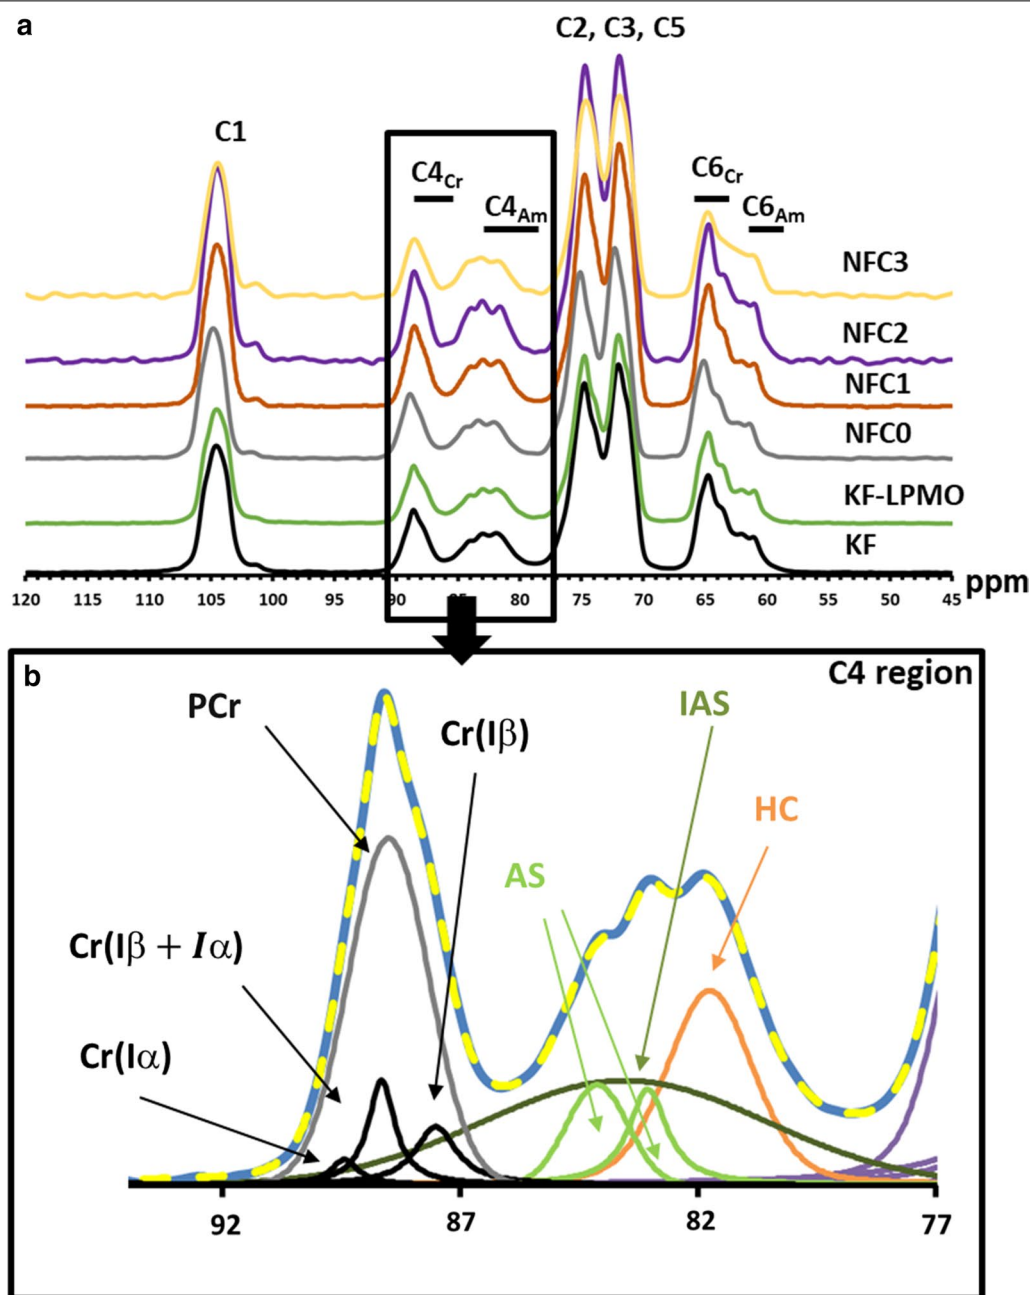 a
C2, C3, C5
C1
C4Cr
C4Am
C6Cr
C6Am
NFC3
NFC2
NFC1
NFC0
KF-LPMO
KF
120 115 110 105 100 95 90 85 80 75 70 65 60 55 50 45 ppm
b
C4 region
PCr
Cr(Iβ)
IAS
HC
AS
Cr(Iβ + Iα)
Cr(Iα)
92 87 82 77